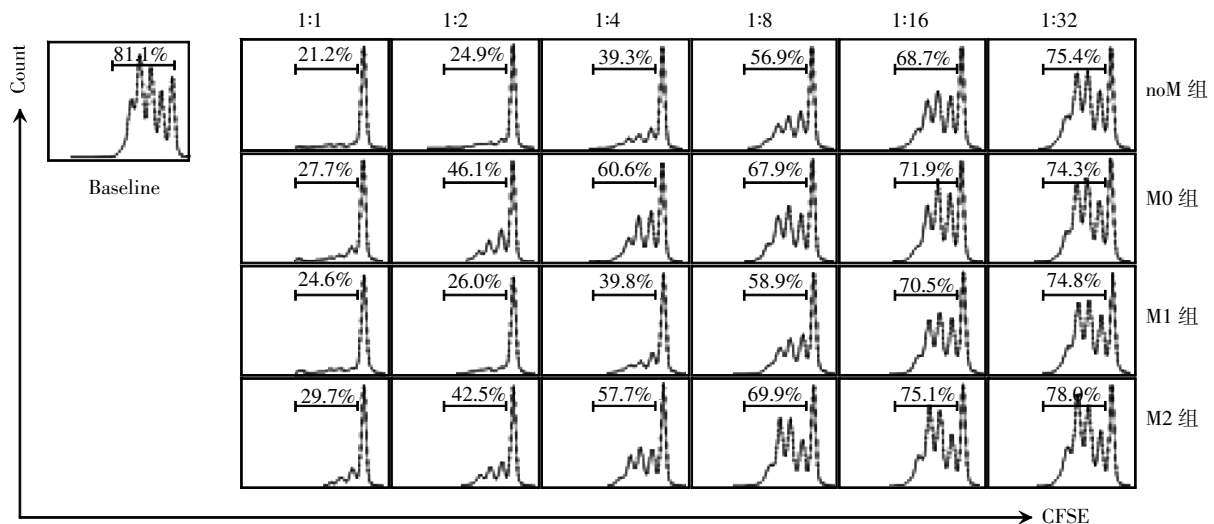 1:1 1:2 1:4 1:8 1:16 1:32
Count
81.1%
Baseline
21.2% 24.9% 39.3% 56.9% 68.7% 75.4% noM 组
27.7% 46.1% 60.6% 67.9% 71.9% 74.3% M0 组
24.6% 26.0% 39.8% 58.9% 70.5% 74.8% M1 组
29.7% 42.5% 57.7% 69.9% 75.1% 78.0% M2 组
CFSE